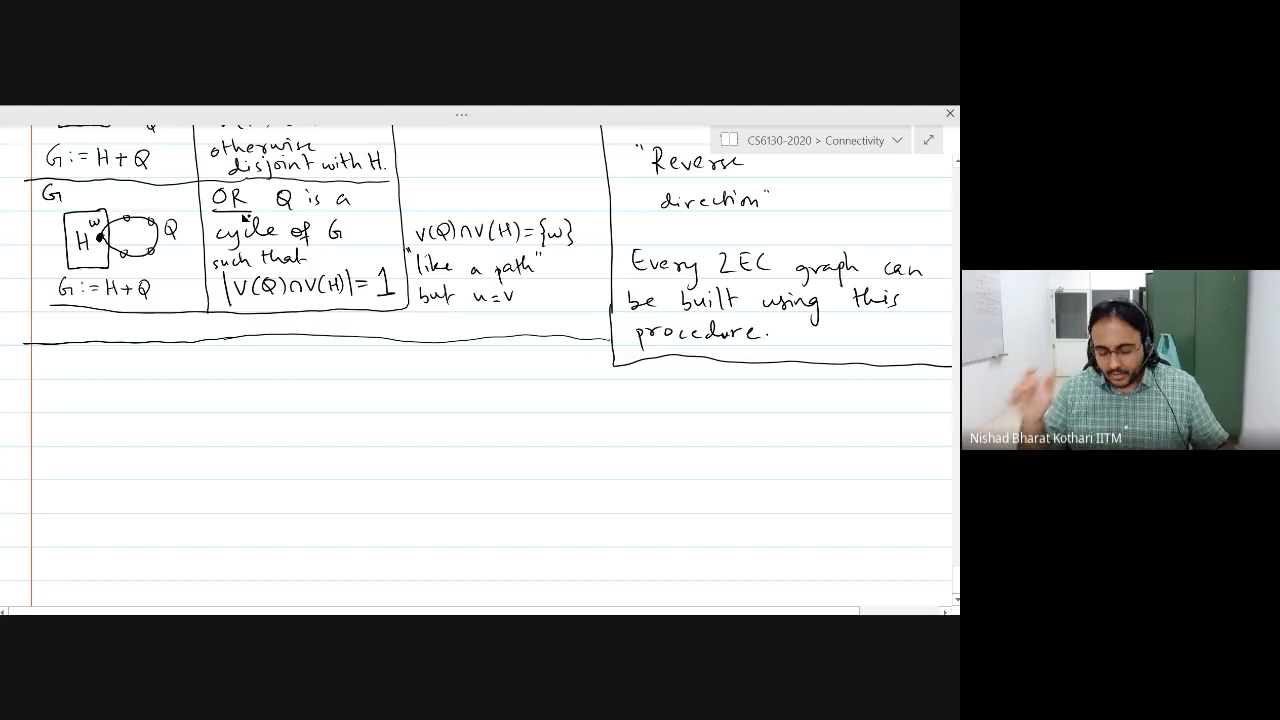 CS6130-2020 > Connectivity
Q
G := H + Q
otherwise
disjoint with H.
"Reverse
direction"
G
w
H
Q
G := H + Q
OR Q is a
cycle of G
such that
|V(Q)∩V(H)| = 1
V(Q)∩V(H) = {w}
"like a path"
but u=v
Every 2EC graph can
be built using this
procedure.
Nishad Bharat Kothari IITM